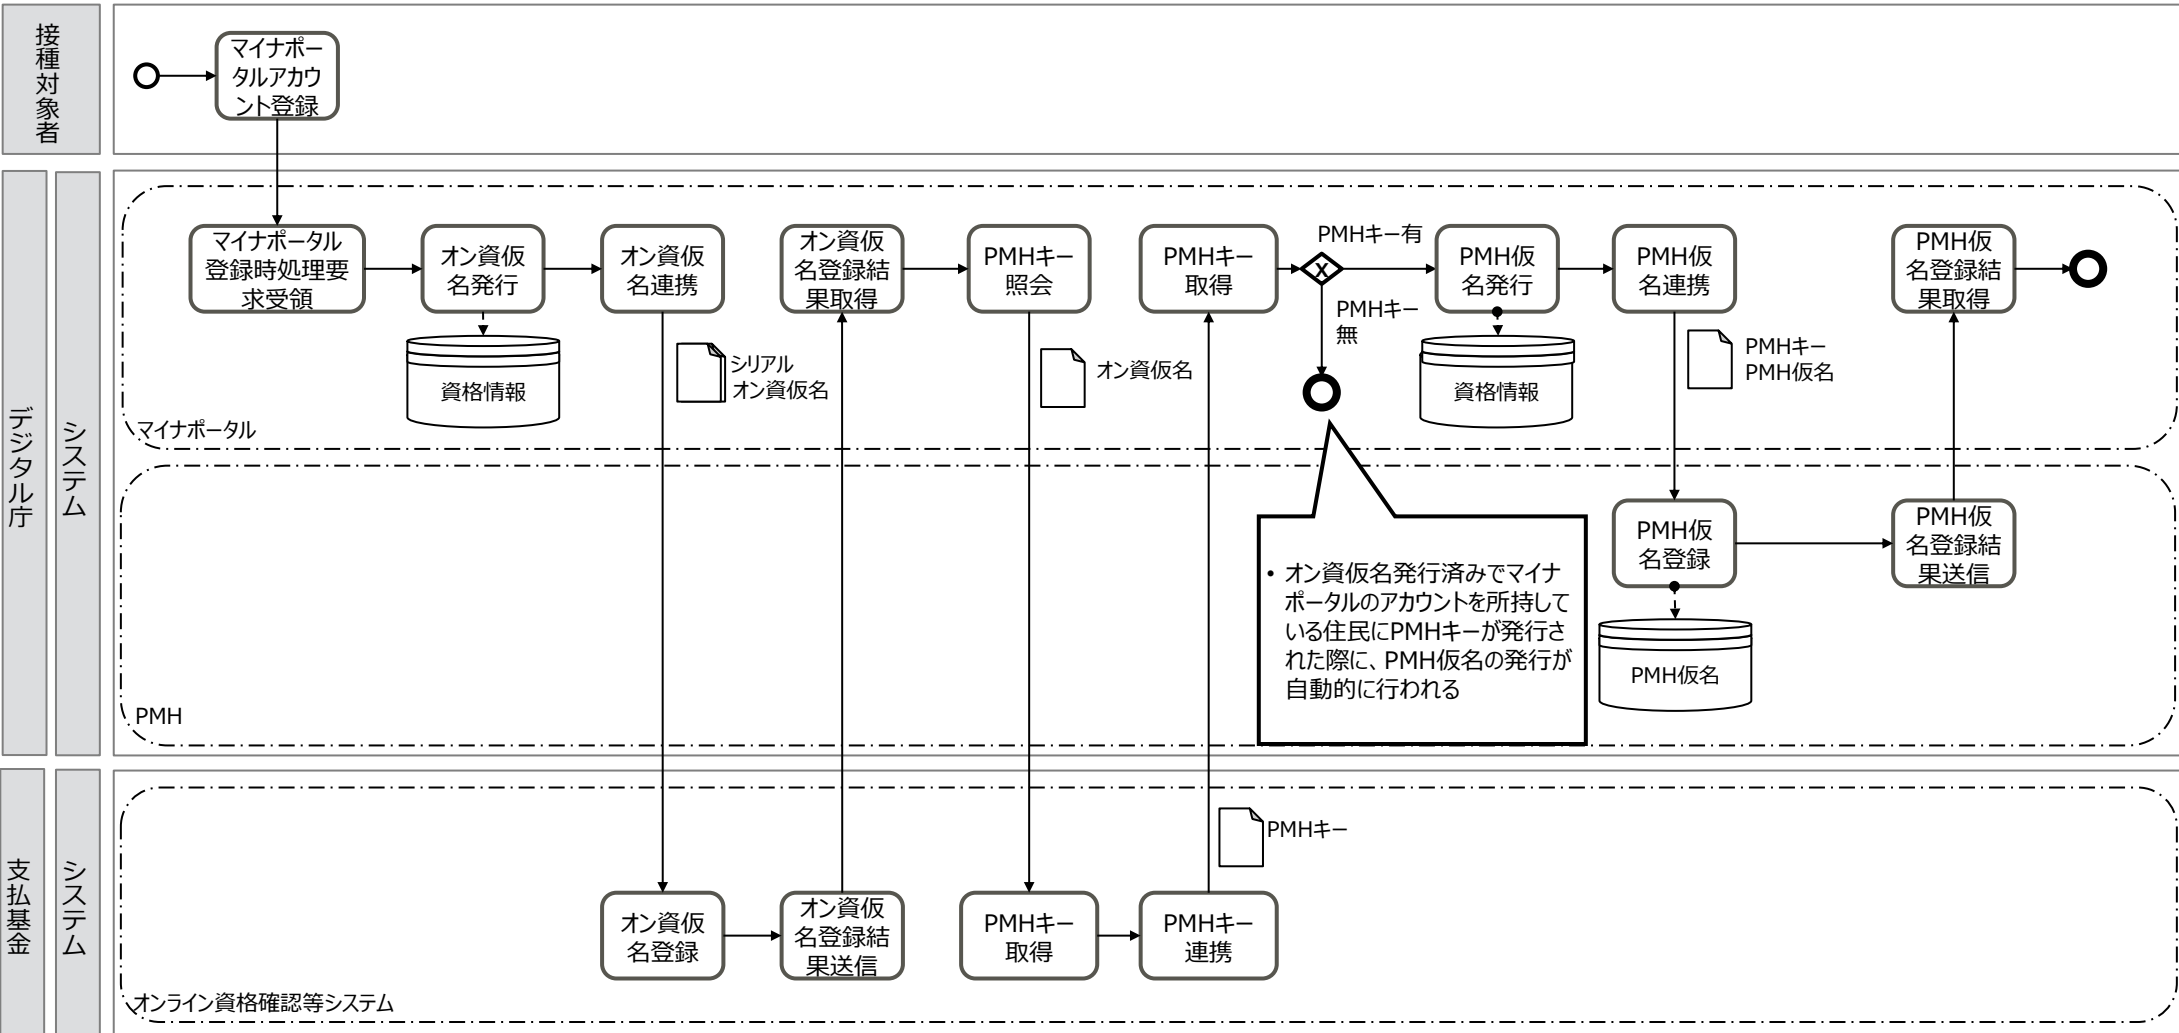 接種対象者
マイナポー
タルアカウ
ント登録
デジタル庁
システム
マイナポータル
登録時処理要
求受領
オン資仮
名発行
資格情報
オン資仮
名連携
シリアル
オン資仮名
オン資仮
名登録結
果取得
PMHキー
照会
オン資仮名
PMHキー
取得
PMHキー有
X
PMHキー
無
PMH仮
名発行
資格情報
PMH仮
名連携
PMHキー
PMH仮名
PMH仮
名登録結
果取得
マイナポータル
• オン資仮名発行済みでマイナ
ポータルのアカウントを所持して
いる住民にPMHキーが発行さ
れた際に、PMH仮名の発行が
自動的に行われる
PMH仮
名登録
PMH仮名
PMH仮
名登録結
果送信
PMH
支払基金
システム
PMHキー
オン資仮
名登録
オン資仮
名登録結
果送信
PMHキー
取得
PMHキー
連携
オンライン資格確認等システム